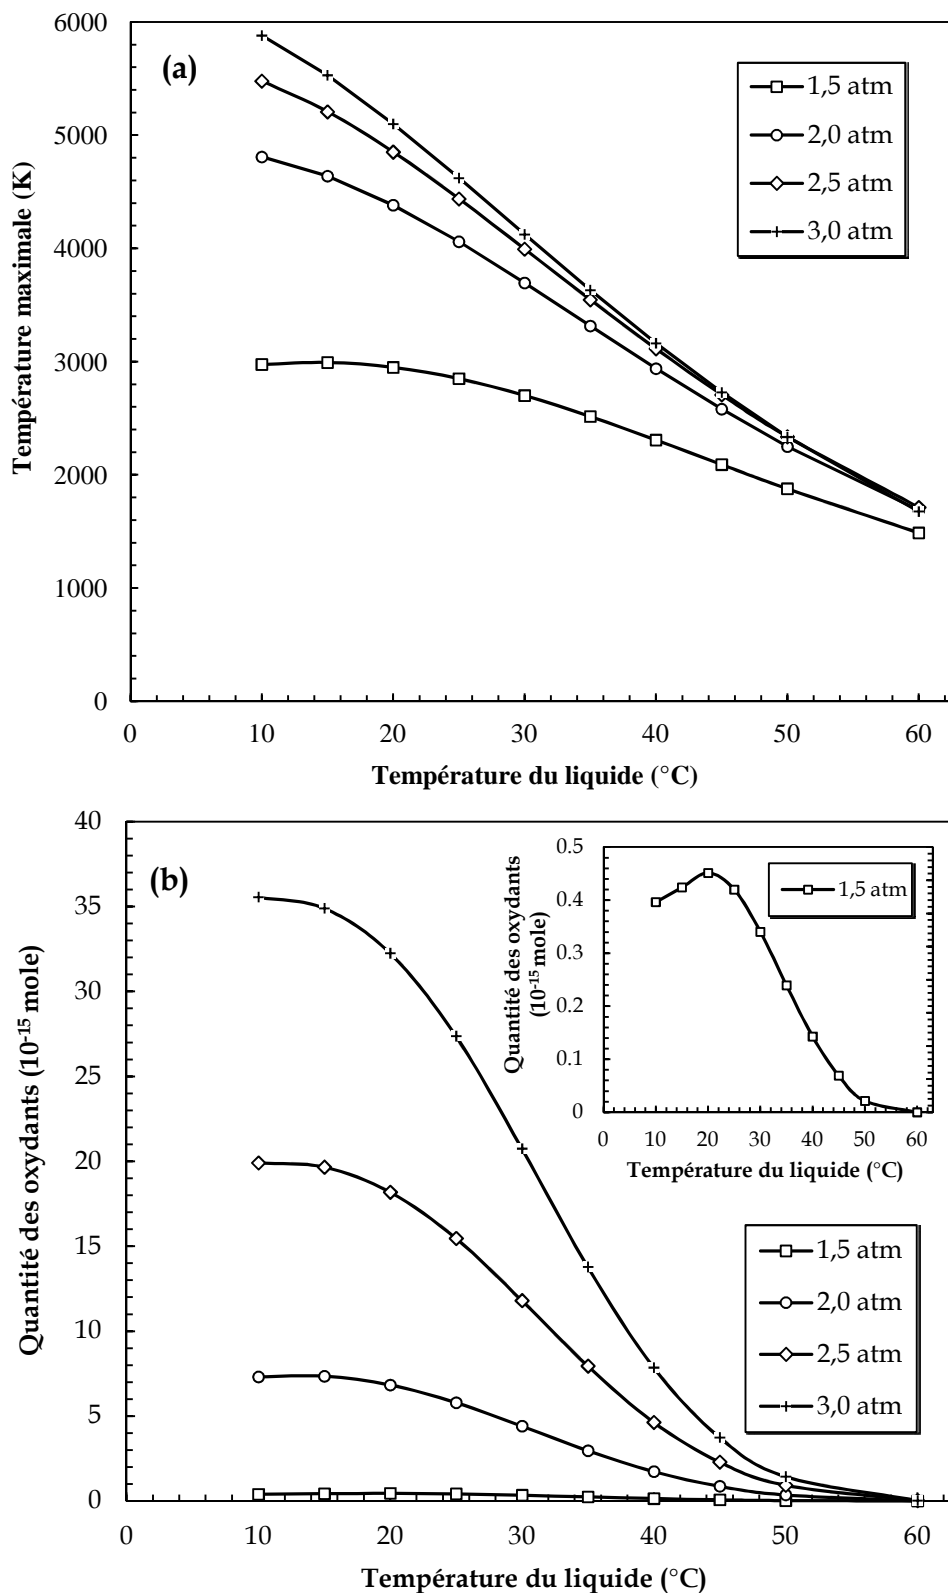 (a)
6000
5000
4000
3000
2000
1000
0
Température maximale (K)
1,5 atm
2,0 atm
2,5 atm
3,0 atm
0 10 20 30 40 50 60
Température du liquide (°C)
(b)
40
35
30
25
20
15
10
5
0
Quantité des oxydants (10⁻¹⁵ mole)
0.5
0.4
0.3
0.2
0.1
0
Quantité des oxydants
(10⁻¹⁵ mole)
1,5 atm
0 10 20 30 40 50 60
Température du liquide (°C)
1,5 atm
2,0 atm
2,5 atm
3,0 atm
0 10 20 30 40 50 60
Température du liquide (°C)